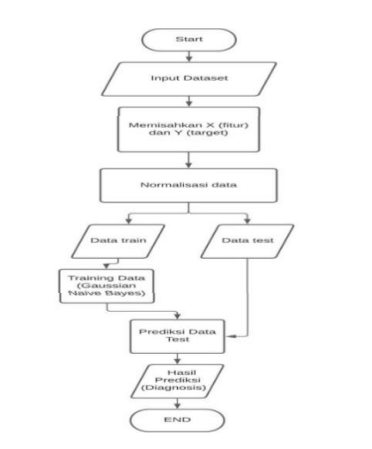 Start
Input Dataset
Memisahkan X (fitur)
dan Y (target)
Normalisasi data
Data train
Data test
Training Data
(Gaussian
Naive Bayes)
Prediksi Data
Test
Hasil
Prediksi
(Diagnosis)
END